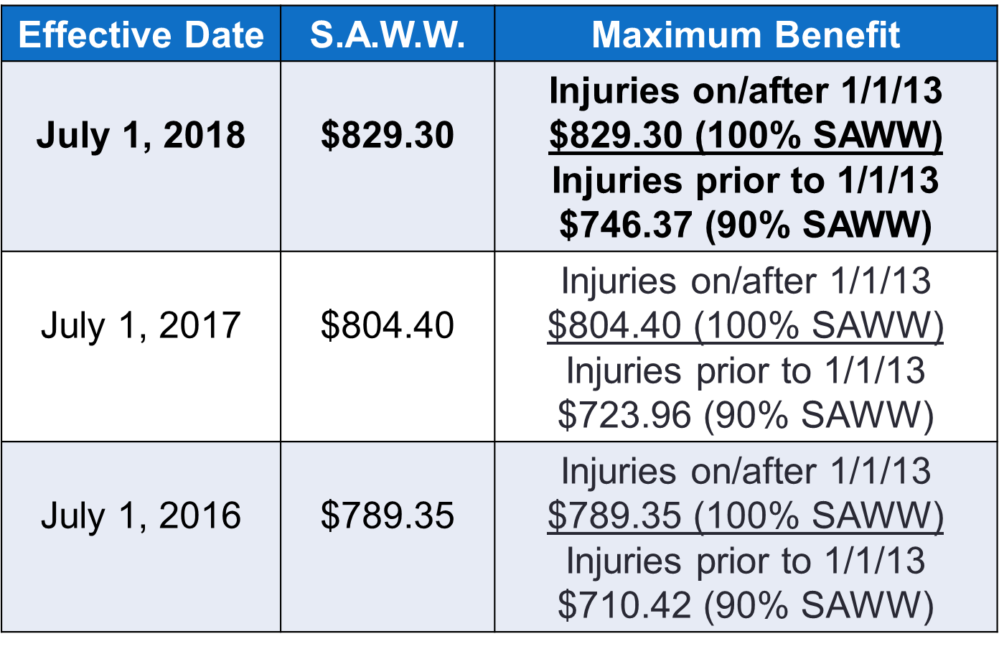 Effective Date S.A.W.W. Maximum Benefit
Injuries on/after 1/1/13
July 1, 2018 $829.30 $829.30 (100% SAWW)
Injuries prior to 1/1/13
$746.37 (90% SAWW)
Injuries on/after 1/1/13
July 1, 2017 $804.40 $804.40 (100% SAWW)
Injuries prior to 1/1/13
$723.96 (90% SAWW)
Injuries on/after 1/1/13
July 1, 2016 $789.35 $789.35 (100% SAWW)
Injuries prior to 1/1/13
$710.42 (90% SAWW)